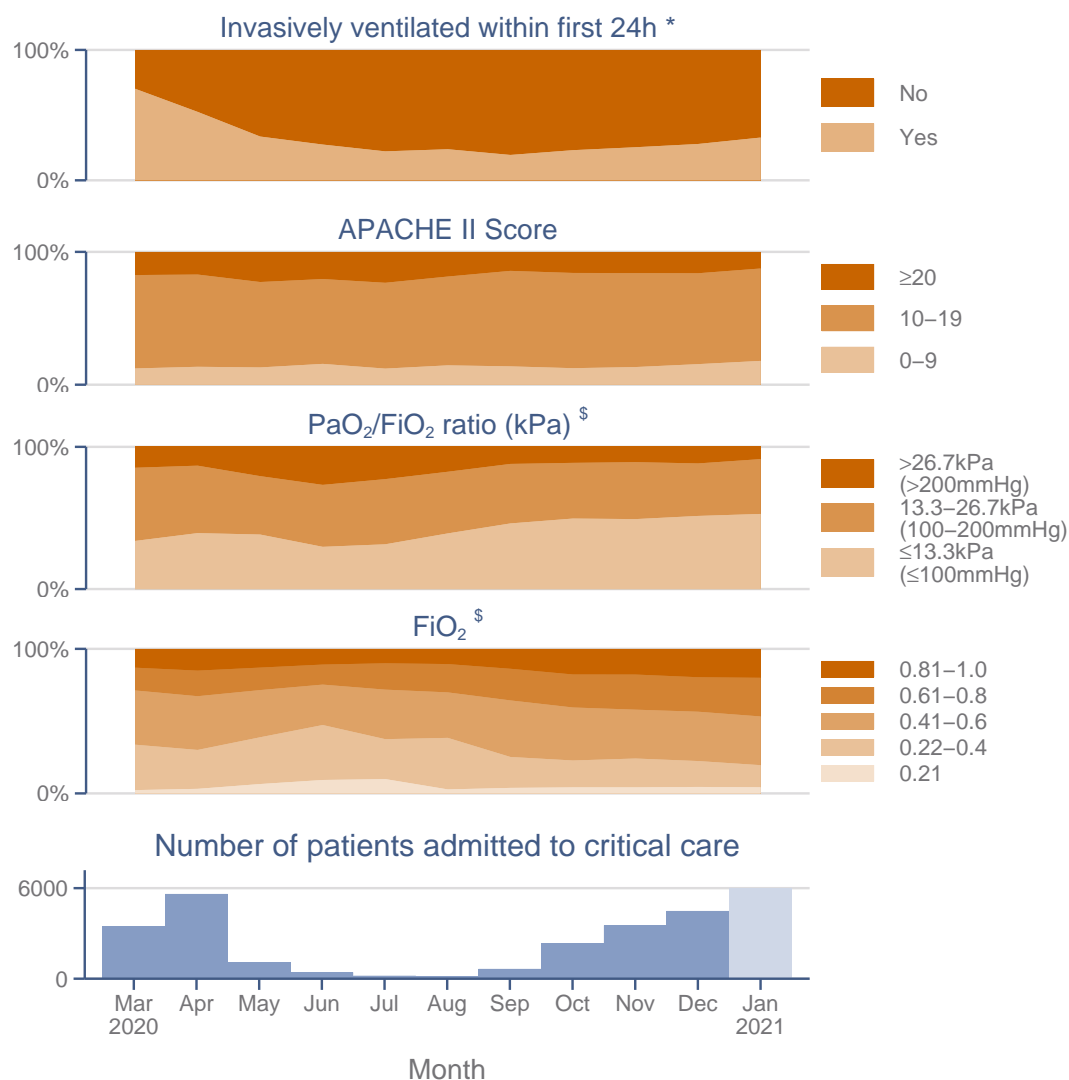 Invasively ventilated within first 24h *
100%
0%
No
Yes
APACHE II Score
100%
0%
≥20
10–19
0–9
PaO₂/FiO₂ ratio (kPa) $
100%
0%
>26.7kPa
(>200mmHg)
13.3–26.7kPa
(100–200mmHg)
≤13.3kPa
(≤100mmHg)
FiO₂ $
100%
0%
0.81–1.0
0.61–0.8
0.41–0.6
0.22–0.4
0.21
Number of patients admitted to critical care
6000
0
Mar Apr May Jun Jul Aug Sep Oct Nov Dec Jan
2020 2021
Month